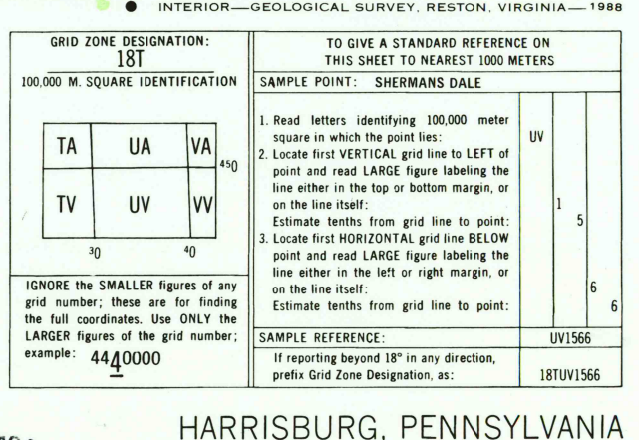 INTERIOR—GEOLOGICAL SURVEY, RESTON, VIRGINIA—1988
GRID ZONE DESIGNATION:
18T
100,000 M. SQUARE IDENTIFICATION
TA UA VA
450
TV UV VV
30 40
IGNORE the SMALLER figures of any
grid number; these are for finding
the full coordinates. Use ONLY the
LARGER figures of the grid number;
example: 4440000
TO GIVE A STANDARD REFERENCE ON
THIS SHEET TO NEAREST 1000 METERS
SAMPLE POINT: SHERMANS DALE
1. Read letters identifying 100,000 meter
square in which the point lies: UV
2. Locate first VERTICAL grid line to LEFT of
point and read LARGE figure labeling the
line either in the top or bottom margin, or
on the line itself: 1
Estimate tenths from grid line to point: 5
3. Locate first HORIZONTAL grid line BELOW
point and read LARGE figure labeling the
line either in the left or right margin, or
on the line itself: 6
Estimate tenths from grid line to point: 6
SAMPLE REFERENCE: UV1566
If reporting beyond 18° in any direction,
prefix Grid Zone Designation, as: 18TUV1566
HARRISBURG, PENNSYLVANIA